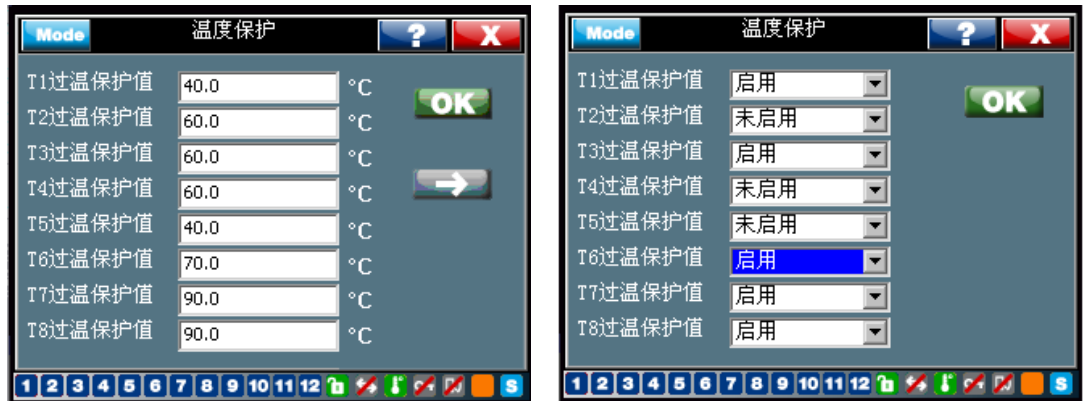 Mode 温度保护 ? X
T1过温保护值 40.0 °C OK
T2过温保护值 60.0 °C
T3过温保护值 60.0 °C
T4过温保护值 60.0 °C
T5过温保护值 40.0 °C
T6过温保护值 70.0 °C
T7过温保护值 90.0 °C
T8过温保护值 90.0 °C
1 2 3 4 5 6 7 8 9 10 11 12 S
Mode 温度保护 ? X
T1过温保护值 启用 OK
T2过温保护值 未启用
T3过温保护值 启用
T4过温保护值 未启用
T5过温保护值 未启用
T6过温保护值 启用
T7过温保护值 启用
T8过温保护值 启用
1 2 3 4 5 6 7 8 9 10 11 12 S